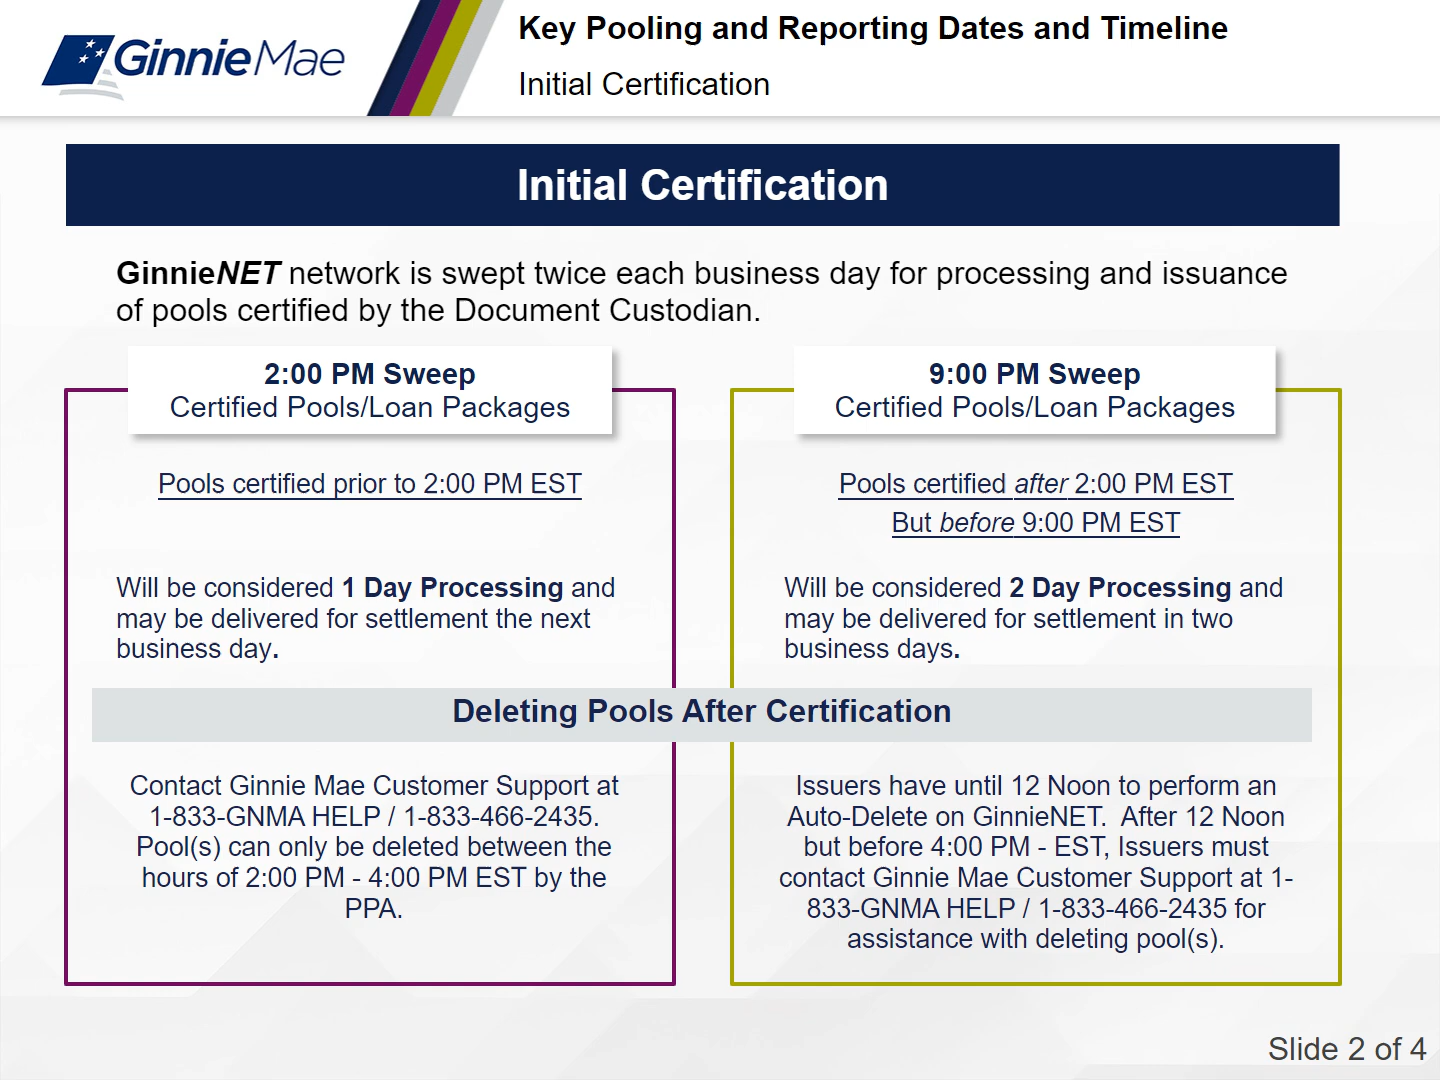 GinnieMae
Key Pooling and Reporting Dates and Timeline
Initial Certification
Initial Certification
GinnieNET network is swept twice each business day for processing and issuance
of pools certified by the Document Custodian.
2:00 PM Sweep
Certified Pools/Loan Packages
Pools certified prior to 2:00 PM EST
Will be considered 1 Day Processing and
may be delivered for settlement the next
business day.
9:00 PM Sweep
Certified Pools/Loan Packages
Pools certified after 2:00 PM EST
But before 9:00 PM EST
Will be considered 2 Day Processing and
may be delivered for settlement in two
business days.
Deleting Pools After Certification
Contact Ginnie Mae Customer Support at
1-833-GNMA HELP / 1-833-466-2435.
Pool(s) can only be deleted between the
hours of 2:00 PM - 4:00 PM EST by the
PPA.
Issuers have until 12 Noon to perform an
Auto-Delete on GinnieNET.  After 12 Noon
but before 4:00 PM - EST, Issuers must
contact Ginnie Mae Customer Support at 1-
833-GNMA HELP / 1-833-466-2435 for
assistance with deleting pool(s).
Slide 2 of 4